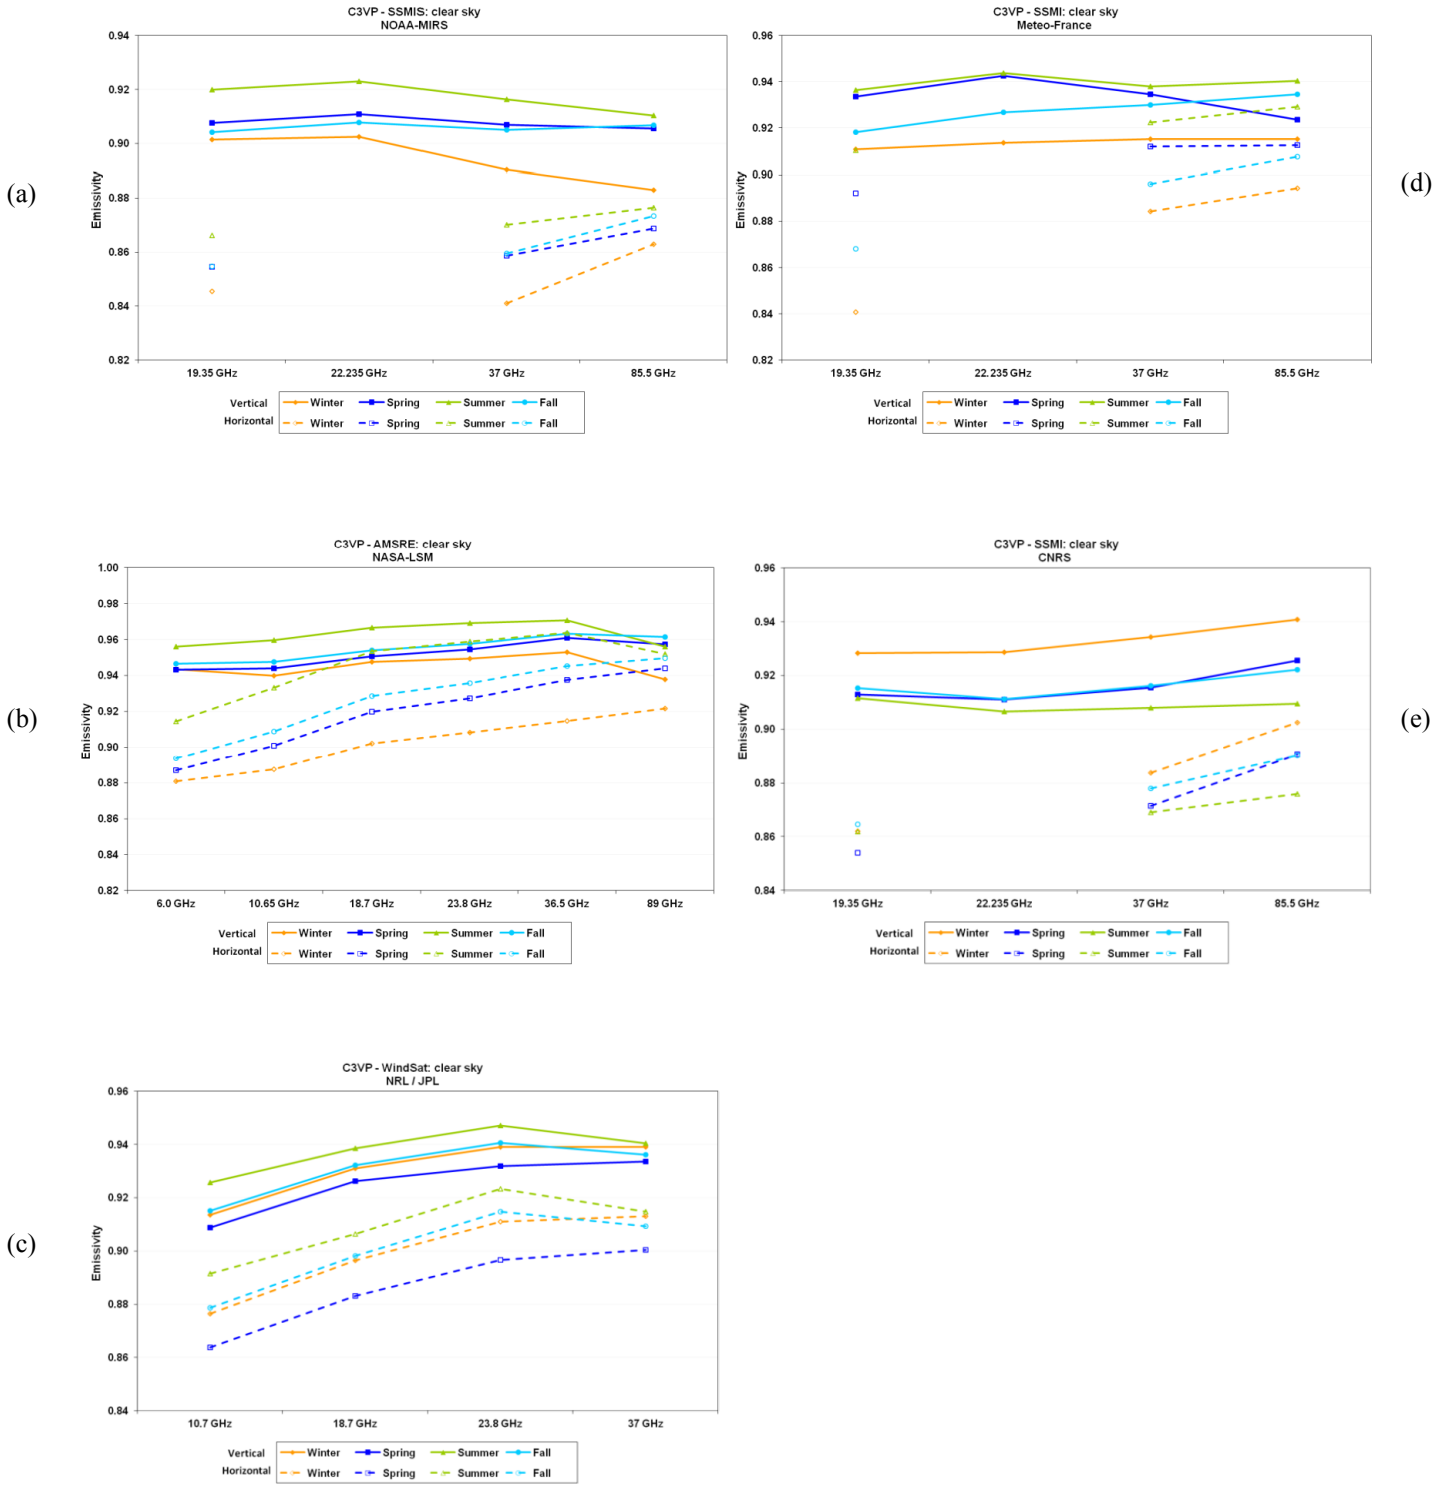 C3VP - SSMIS: clear sky
NOAA-MIRS
0.94
0.92
0.90
0.88
0.86
0.84
0.82
Emissivity
19.35 GHz 22.235 GHz 37 GHz 85.5 GHz
Vertical Winter Spring Summer Fall
Horizontal Winter Spring Summer Fall
(a)
C3VP - SSMI: clear sky
Meteo-France
0.96
0.94
0.92
0.90
0.88
0.86
0.84
0.82
Emissivity
19.35 GHz 22.235 GHz 37 GHz 85.5 GHz
Vertical Winter Spring Summer Fall
Horizontal Winter Spring Summer Fall
(d)
C3VP - AMSRE: clear sky
NASA-LSM
1.00
0.98
0.96
0.94
0.92
0.90
0.88
0.86
0.84
0.82
Emissivity
6.0 GHz 10.65 GHz 18.7 GHz 23.8 GHz 36.5 GHz 89 GHz
Vertical Winter Spring Summer Fall
Horizontal Winter Spring Summer Fall
(b)
C3VP - SSMI: clear sky
CNRS
0.96
0.94
0.92
0.90
0.88
0.86
0.84
Emissivity
19.35 GHz 22.235 GHz 37 GHz 85.5 GHz
Vertical Winter Spring Summer Fall
Horizontal Winter Spring Summer Fall
(e)
C3VP - WindSat: clear sky
NRL / JPL
0.96
0.94
0.92
0.90
0.88
0.86
0.84
Emissivity
10.7 GHz 18.7 GHz 23.8 GHz 37 GHz
Vertical Winter Spring Summer Fall
Horizontal Winter Spring Summer Fall
(c)